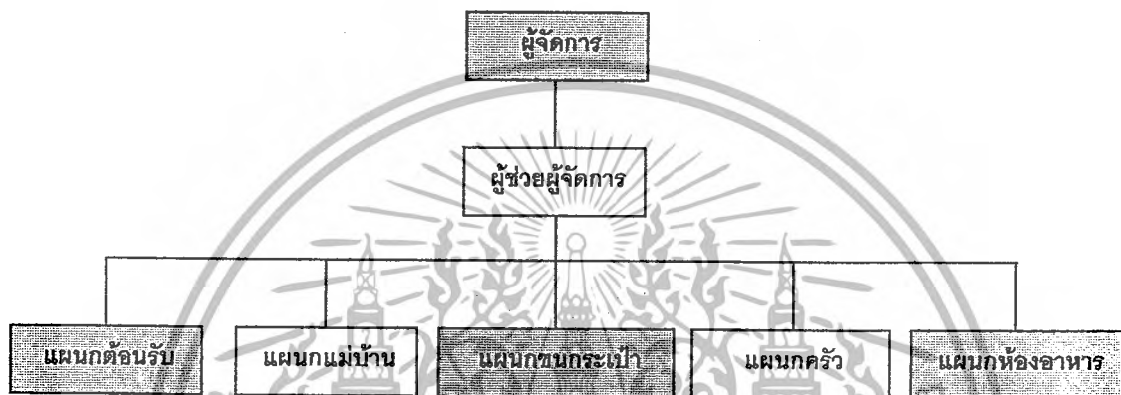 ผู้จัดการ
ผู้ช่วยผู้จัดการ
แผนกต้อนรับ
แผนกแม่บ้าน
แผนกขนกระเป๋า
แผนกครัว
แผนกห้องอาหาร